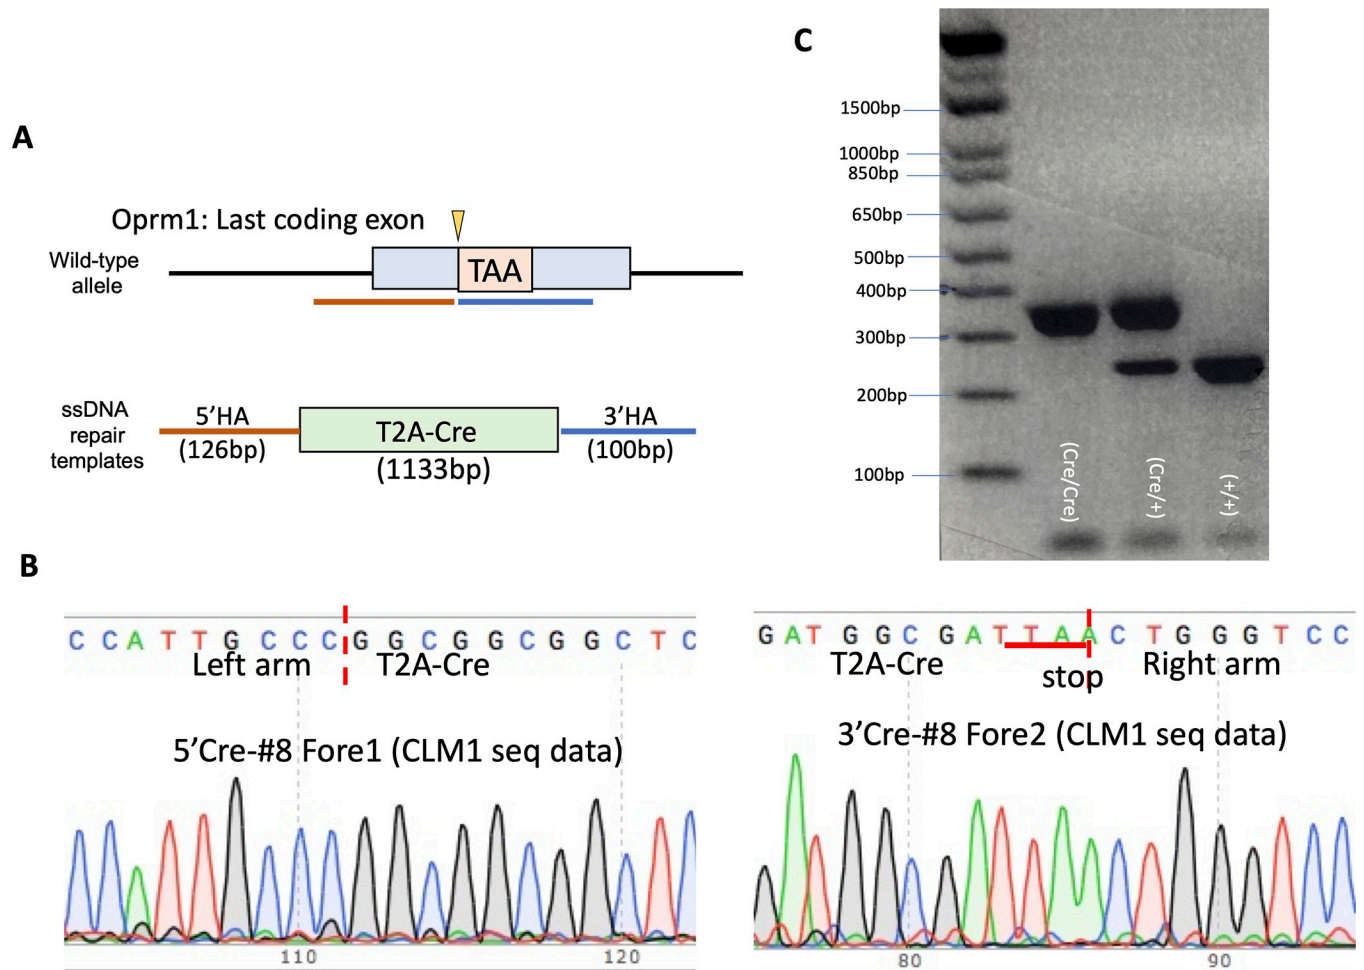 A
Oprm1: Last coding exon
Wild-type
allele
TAA
ssDNA
repair
templates
5’HA
(126bp)
T2A-Cre
(1133bp)
3’HA
(100bp)
B
C C A T T G C C C G G C G G C G G C T C
Left arm
T2A-Cre
5’Cre-#8 Fore1 (CLM1 seq data)
110
120
G A T G G C G A T T A A C T G G G T C C
T2A-Cre
stop
Right arm
3’Cre-#8 Fore2 (CLM1 seq data)
80
90
C
1500bp
1000bp
850bp
650bp
500bp
400bp
300bp
200bp
100bp
(Cre/Cre)
(Cre/+)
(+/+)